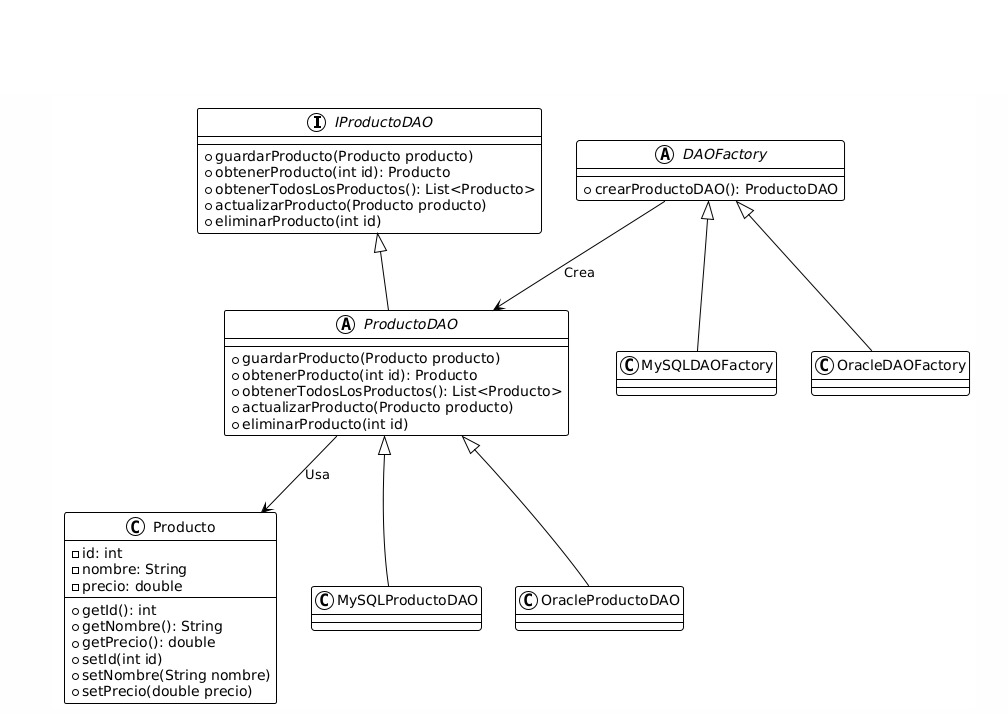 I IProductoDAO
guardarProducto(Producto producto)
obtenerProducto(int id): Producto
obtenerTodosLosProductos(): List<Producto>
actualizarProducto(Producto producto)
eliminarProducto(int id)
A DAOFactory
crearProductoDAO(): ProductoDAO
Crea
A ProductoDAO
guardarProducto(Producto producto)
obtenerProducto(int id): Producto
obtenerTodosLosProductos(): List<Producto>
actualizarProducto(Producto producto)
eliminarProducto(int id)
C MySQLDAOFactory
C OracleDAOFactory
Usa
C Producto
id: int
nombre: String
precio: double
getId(): int
getNombre(): String
getPrecio(): double
setId(int id)
setNombre(String nombre)
setPrecio(double precio)
C MySQLProductoDAO
C OracleProductoDAO